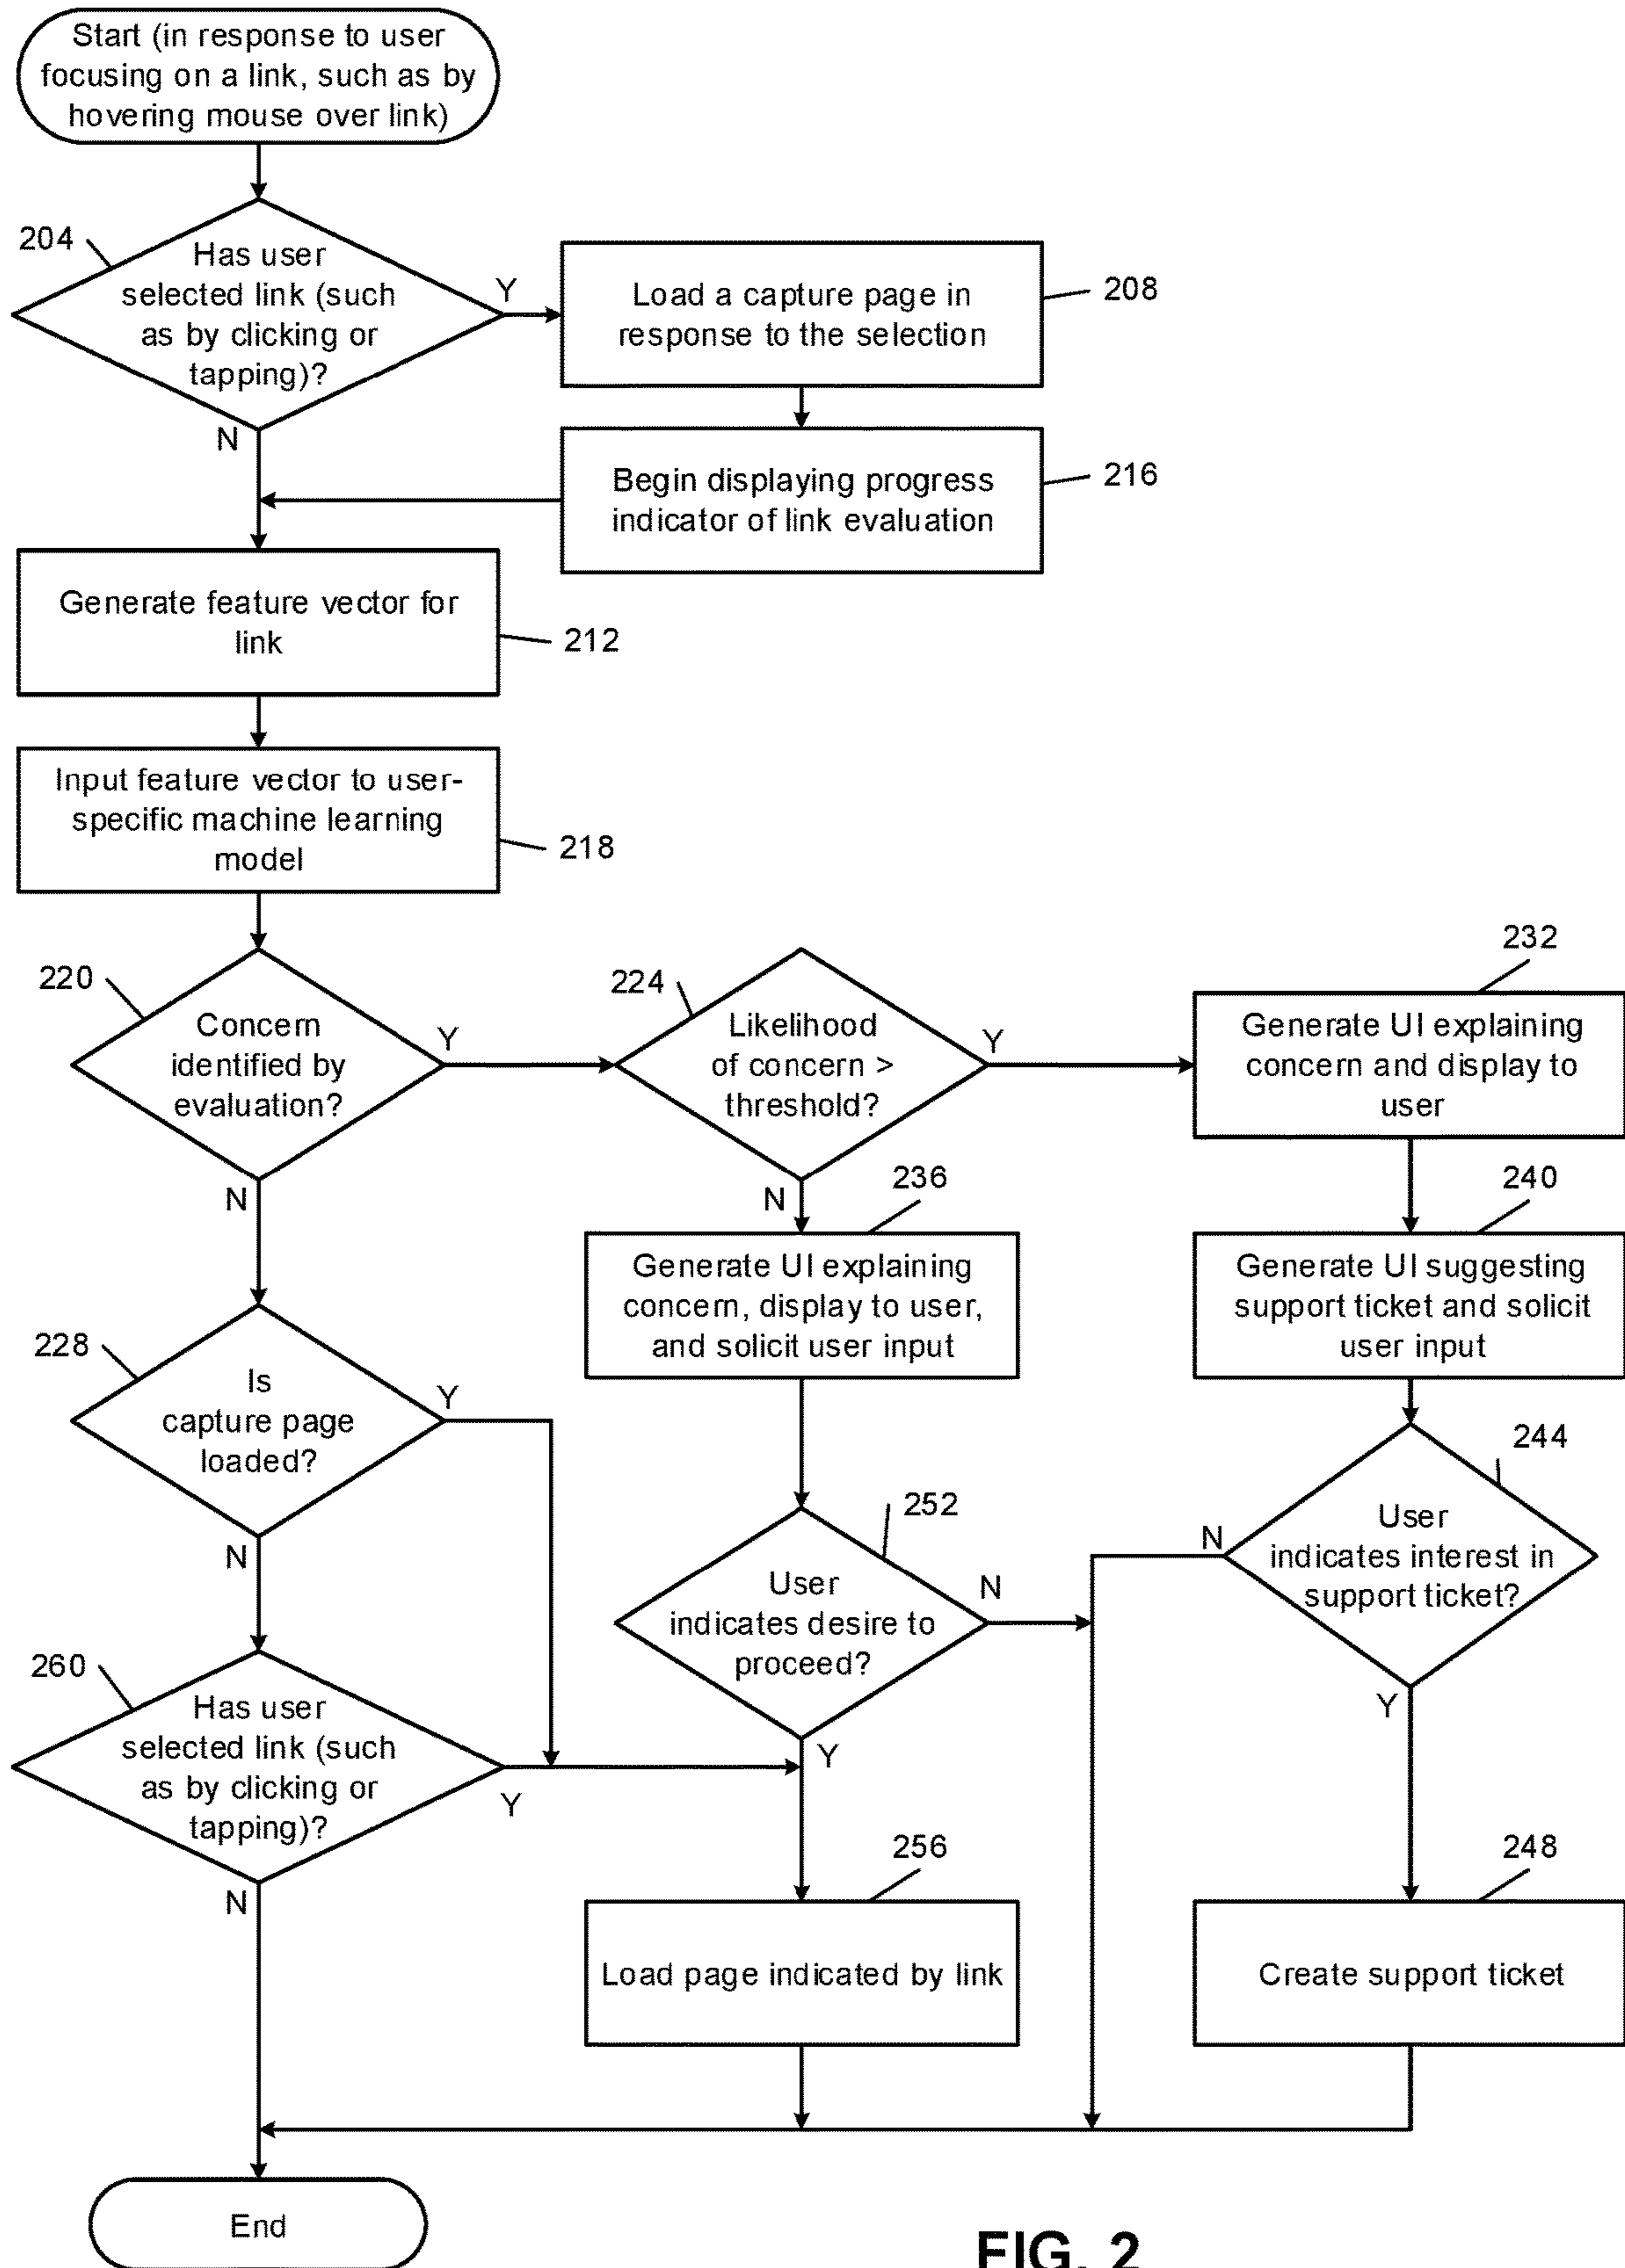 Start (in response to user
focusing on a link, such as by
hovering mouse over link)
204
Has user
selected link (such
as by clicking or
tapping)?
Y
N
Load a capture page in
response to the selection
208
Begin displaying progress
indicator of link evaluation
216
Generate feature vector for
link
212
Input feature vector to user-
specific machine learning
model
218
220
Concern
identified by
evaluation?
Y
N
224
Likelihood
of concern >
threshold?
Y
N
232
Generate UI explaining
concern and display to
user
236
Generate UI explaining
concern, display to user,
and solicit user input
240
Generate UI suggesting
support ticket and solicit
user input
228
Is
capture page
loaded?
Y
N
252
User
indicates desire to
proceed?
N
Y
244
User
indicates interest in
support ticket?
N
Y
260
Has user
selected link (such
as by clicking or
tapping)?
Y
N
256
Load page indicated by link
248
Create support ticket
End
FIG. 2